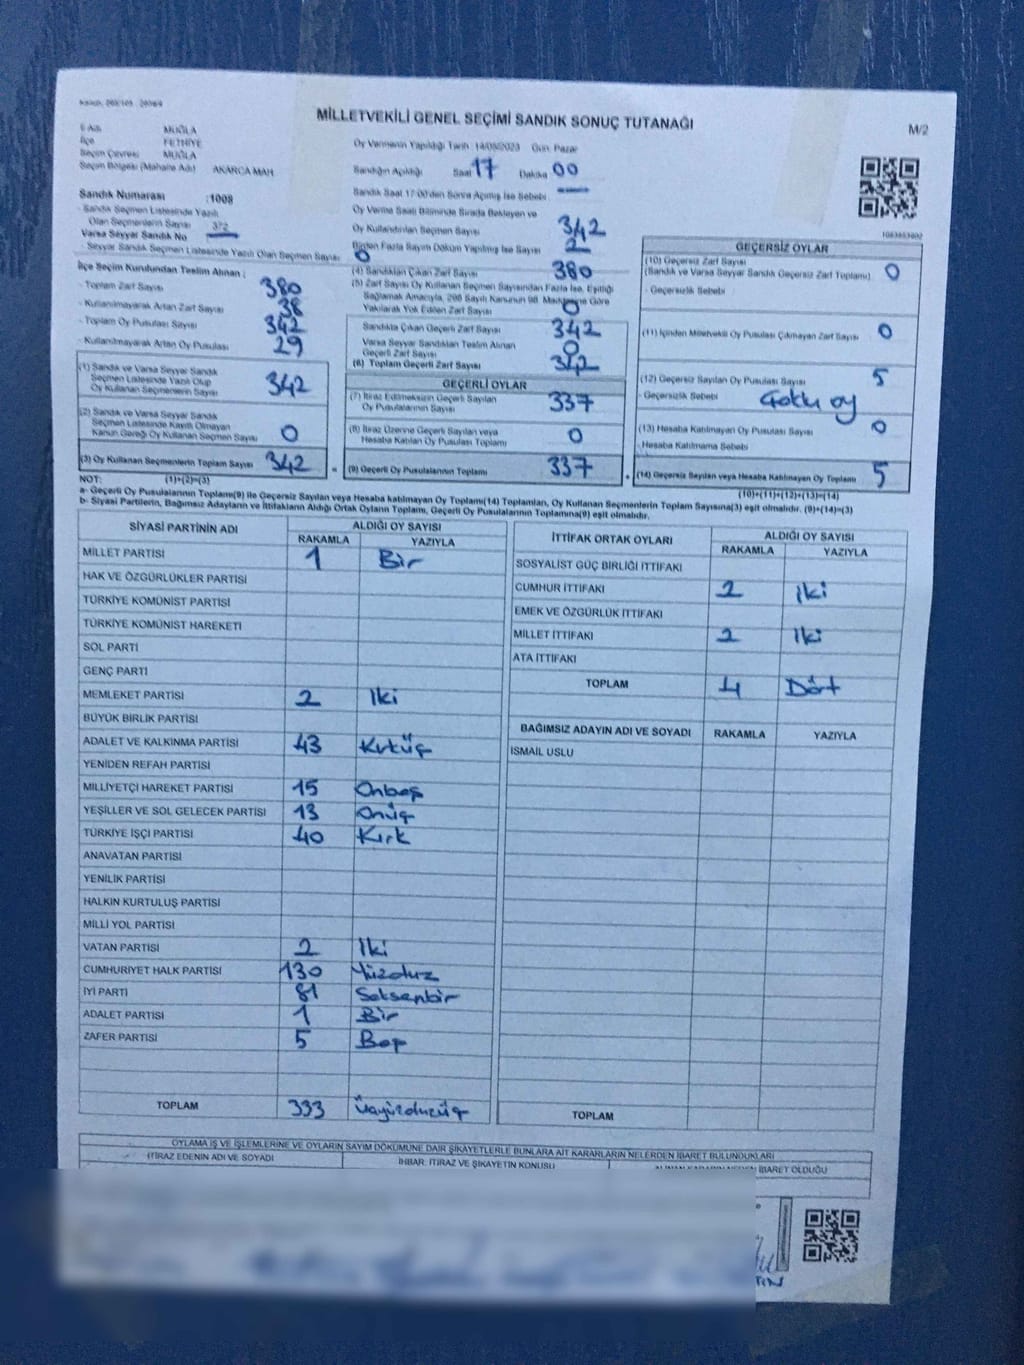 MİLLETVEKİLİ GENEL SEÇİMİ SANDIK SONUÇ TUTANAĞI
M/2
İli Adı MUĞLA
İlçe FETHİYE
Seçim Çevresi MUĞLA
Seçim Bölgesi (Mahalle Adı) AKARCA MAH.
Oy Vermenin Yapıldığı Tarih :14/05/2023 Gün: Pazar
Sandığın Açıldığı Saat 17 Dakika 00
Sandık Numarası :1008
- Sandık Seçmen Listesinde Yazılı
Olan Seçmenlerin Sayısı 372
Varsa Seyyar Sandık No
- Seyyar Sandık Seçmen Listesinde Yazılı Olan Seçmen Sayısı 0
İlçe Seçim Kurulundan Teslim Alınan ;
- Toplam Zarf Sayısı 380
- Kullanılmayarak Artan Zarf Sayısı 38
- Toplam Oy Pusulası Sayısı 342
- Kullanılmayarak Artan Oy Pusulası 29
(1) Sandık ve Varsa Seyyar Sandık
Seçmen Listesinde Yazılı Olup
Oy Kullanan Seçmenlerin Sayısı 342
(2) Sandık ve Varsa Seyyar Sandık
Seçmen Listesinde Kayıtlı Olmayan
Kanun Gereği Oy Kullanan Seçmen Sayısı 0
(3) Oy Kullanan Seçmenlerin Toplam Sayısı 342
Sandık Saat 17:00'den Sonra Açılmış İse Sebebi
Oy Verme Saati Bitiminde Sırada Bekleyen ve
Oy Kullandırılan Seçmen Sayısı 342
Birden Fazla Sayım Döküm Yapılmış İse Sayısı 2
(4) Sandıktan Çıkan Zarf Sayısı 380
(5) Zarf Sayısı Oy Kullanan Seçmen Sayısından Fazla İse, Eşitliği
Sağlamak Amacıyla, 298 Sayılı Kanunun 98. Maddesine Göre
Yakılarak Yok Edilen Zarf Sayısı 0
Sandıkta Çıkan Geçerli Zarf Sayısı 342
Varsa Seyyar Sandıktan Teslim Alınan
Geçerli Zarf Sayısı 0
(6) Toplam Geçerli Zarf Sayısı 342
GEÇERLİ OYLAR
(7) İtiraz Edilmeksizin Geçerli Sayılan
Oy Pusulalarının Sayısı 337
(8) İtiraz Üzerine Geçerli Sayılan veya
Hesaba Katılan Oy Pusulası Toplamı 0
(9) Geçerli Oy Pusulalarının Toplamı 337
GEÇERSİZ OYLAR
(10) Geçersiz Zarf Sayısı
(Sandık ve Varsa Seyyar Sandık Geçersiz Zarf Toplamı) 0
- Geçersizlik Sebebi
(11) İçinden Milletvekili Oy Pusulası Çıkmayan Zarf Sayısı 0
(12) Geçersiz Sayılan Oy Pusulası Sayısı 5
- Geçersizlik Sebebi Çoklu oy
(13) Hesaba Katılmayan Oy Pusulası Sayısı 0
- Hesaba Katılmama Sebebi
(14) Geçersiz Sayılan veya Hesaba Katılmayan Oy Toplamı 5
NOT: (1)+(2)=(3) (10)+(11)+(12)+(13)=(14)
a- Geçerli Oy Pusulalarının Toplamı(9) ile Geçersiz Sayılan veya Hesaba katılmayan Oy Toplamı(14) Toplamları, Oy Kullanan Seçmenlerin Toplam Sayısına(3) eşit olmalıdır. (9)+(14)=(3)
b- Siyasi Partilerin, Bağımsız Adayların ve İttifakların Aldığı Ortak Oyların Toplamı, Geçerli Oy Pusulalarının Toplamına(9) eşit olmalıdır.
SİYASİ PARTİNİN ADI ALDIĞI OY SAYISI
RAKAMLA YAZIYLA
MİLLET PARTİSİ 1 Bir
HAK VE ÖZGÜRLÜKLER PARTİSİ
TÜRKİYE KOMÜNİST PARTİSİ
TÜRKİYE KOMÜNİST HAREKETİ
SOL PARTİ
GENÇ PARTİ
MEMLEKET PARTİSİ 2 İki
BÜYÜK BİRLİK PARTİSİ
ADALET VE KALKINMA PARTİSİ 43 Kırküç
YENİDEN REFAH PARTİSİ
MİLLİYETÇİ HAREKET PARTİSİ 15 Onbeş
YEŞİLLER VE SOL GELECEK PARTİSİ 13 Onüç
TÜRKİYE İŞÇİ PARTİSİ 40 Kırk
ANAVATAN PARTİSİ
YENİLİK PARTİSİ
HALKIN KURTULUŞ PARTİSİ
MİLLİ YOL PARTİSİ
VATAN PARTİSİ 2 İki
CUMHURİYET HALK PARTİSİ 130 Yüzotuz
İYİ PARTİ 81 Seksenbir
ADALET PARTİSİ 1 Bir
ZAFER PARTİSİ 5 Beş
TOPLAM 333 Üçyüzotuzüç
İTTİFAK ORTAK OYLARI ALDIĞI OY SAYISI
RAKAMLA YAZIYLA
SOSYALİST GÜÇ BİRLİĞİ İTTİFAKI
CUMHUR İTTİFAKI 2 İki
EMEK VE ÖZGÜRLÜK İTTİFAKI
MİLLET İTTİFAKI 2 İki
ATA İTTİFAKI
TOPLAM 4 Dört
BAĞIMSIZ ADAYIN ADI VE SOYADI RAKAMLA YAZIYLA
İSMAİL USLU
TOPLAM
OYLAMA İŞ VE İŞLEMLERİNE VE OYLARIN SAYIM DÖKÜMÜNE DAİR ŞİKAYETLERLE BUNLARA AİT KARARLARIN NELERDEN İBARET BULUNDUKLARI
İTİRAZ EDENİN ADI VE SOYADI
İHBAR, İTİRAZ VE ŞİKAYETİN KONUSU
İBARET OLDUĞU